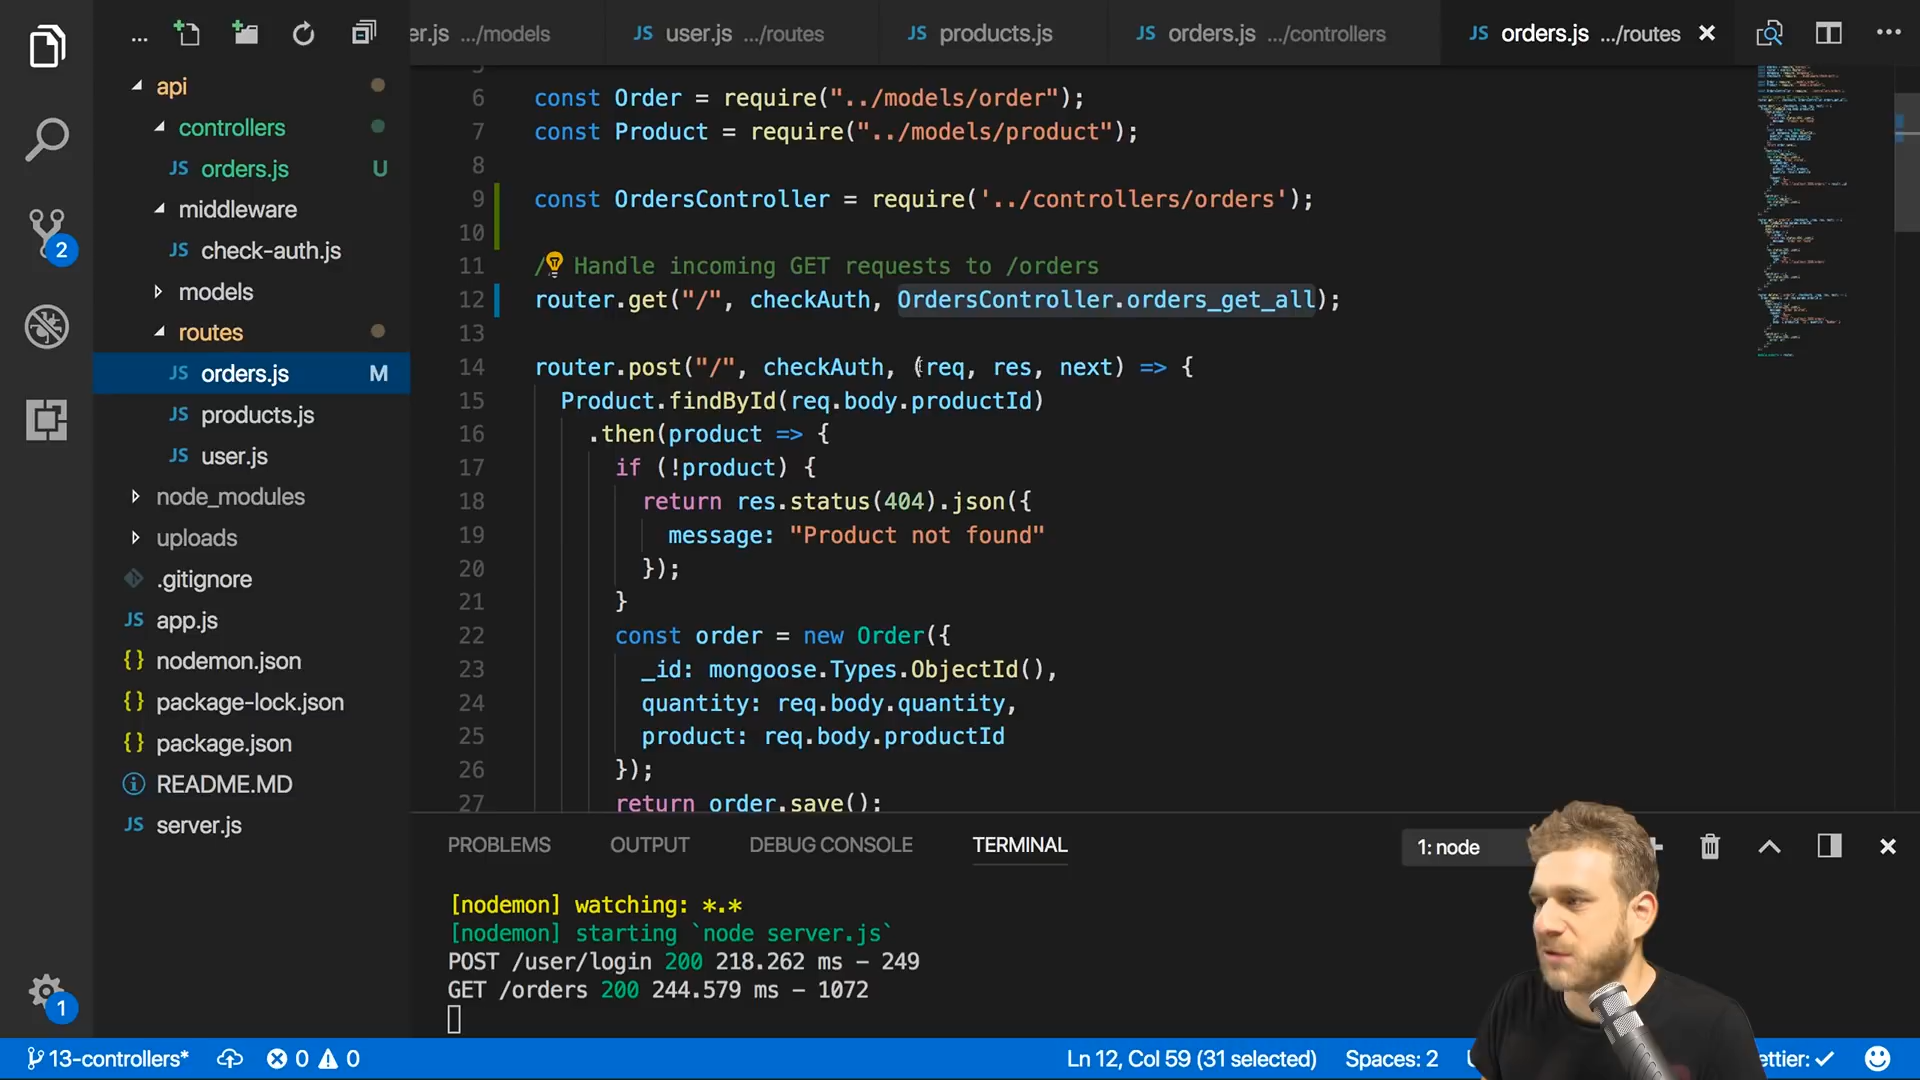 er.js .../models
JS user.js .../routes
JS products.js
JS orders.js .../controllers
JS orders.js .../routes
api
controllers
JS orders.js U
middleware
JS check-auth.js
models
routes
JS orders.js M
JS products.js
JS user.js
node_modules
uploads
.gitignore
JS app.js
{} nodemon.json
{} package-lock.json
{} package.json
README.MD
JS server.js
2
1
6 const Order = require("../models/order");
7 const Product = require("../models/product");
8
9 const OrdersController = require('../controllers/orders');
10
11 / Handle incoming GET requests to /orders
12 router.get("/", checkAuth, OrdersController.orders_get_all);
13
14 router.post("/", checkAuth, (req, res, next) => {
15 Product.findById(req.body.productId)
16 .then(product => {
17 if (!product) {
18 return res.status(404).json({
19 message: "Product not found"
20 });
21 }
22 const order = new Order({
23 _id: mongoose.Types.ObjectId(),
24 quantity: req.body.quantity,
25 product: req.body.productId
26 });
27 return order.save();
PROBLEMS OUTPUT DEBUG CONSOLE TERMINAL 1: node
[nodemon] watching: *.*
[nodemon] starting `node server.js`
POST /user/login 200 218.262 ms - 249
GET /orders 200 244.579 ms - 1072
13-controllers* 0 0 Ln 12, Col 59 (31 selected) Spaces: 2 ettier: